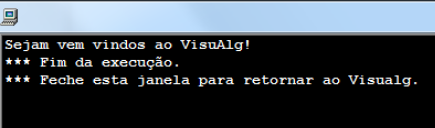 Sejam vem vindos ao VisuAlg!
*** Fim da execução.
*** Feche esta janela para retornar ao Visualg.